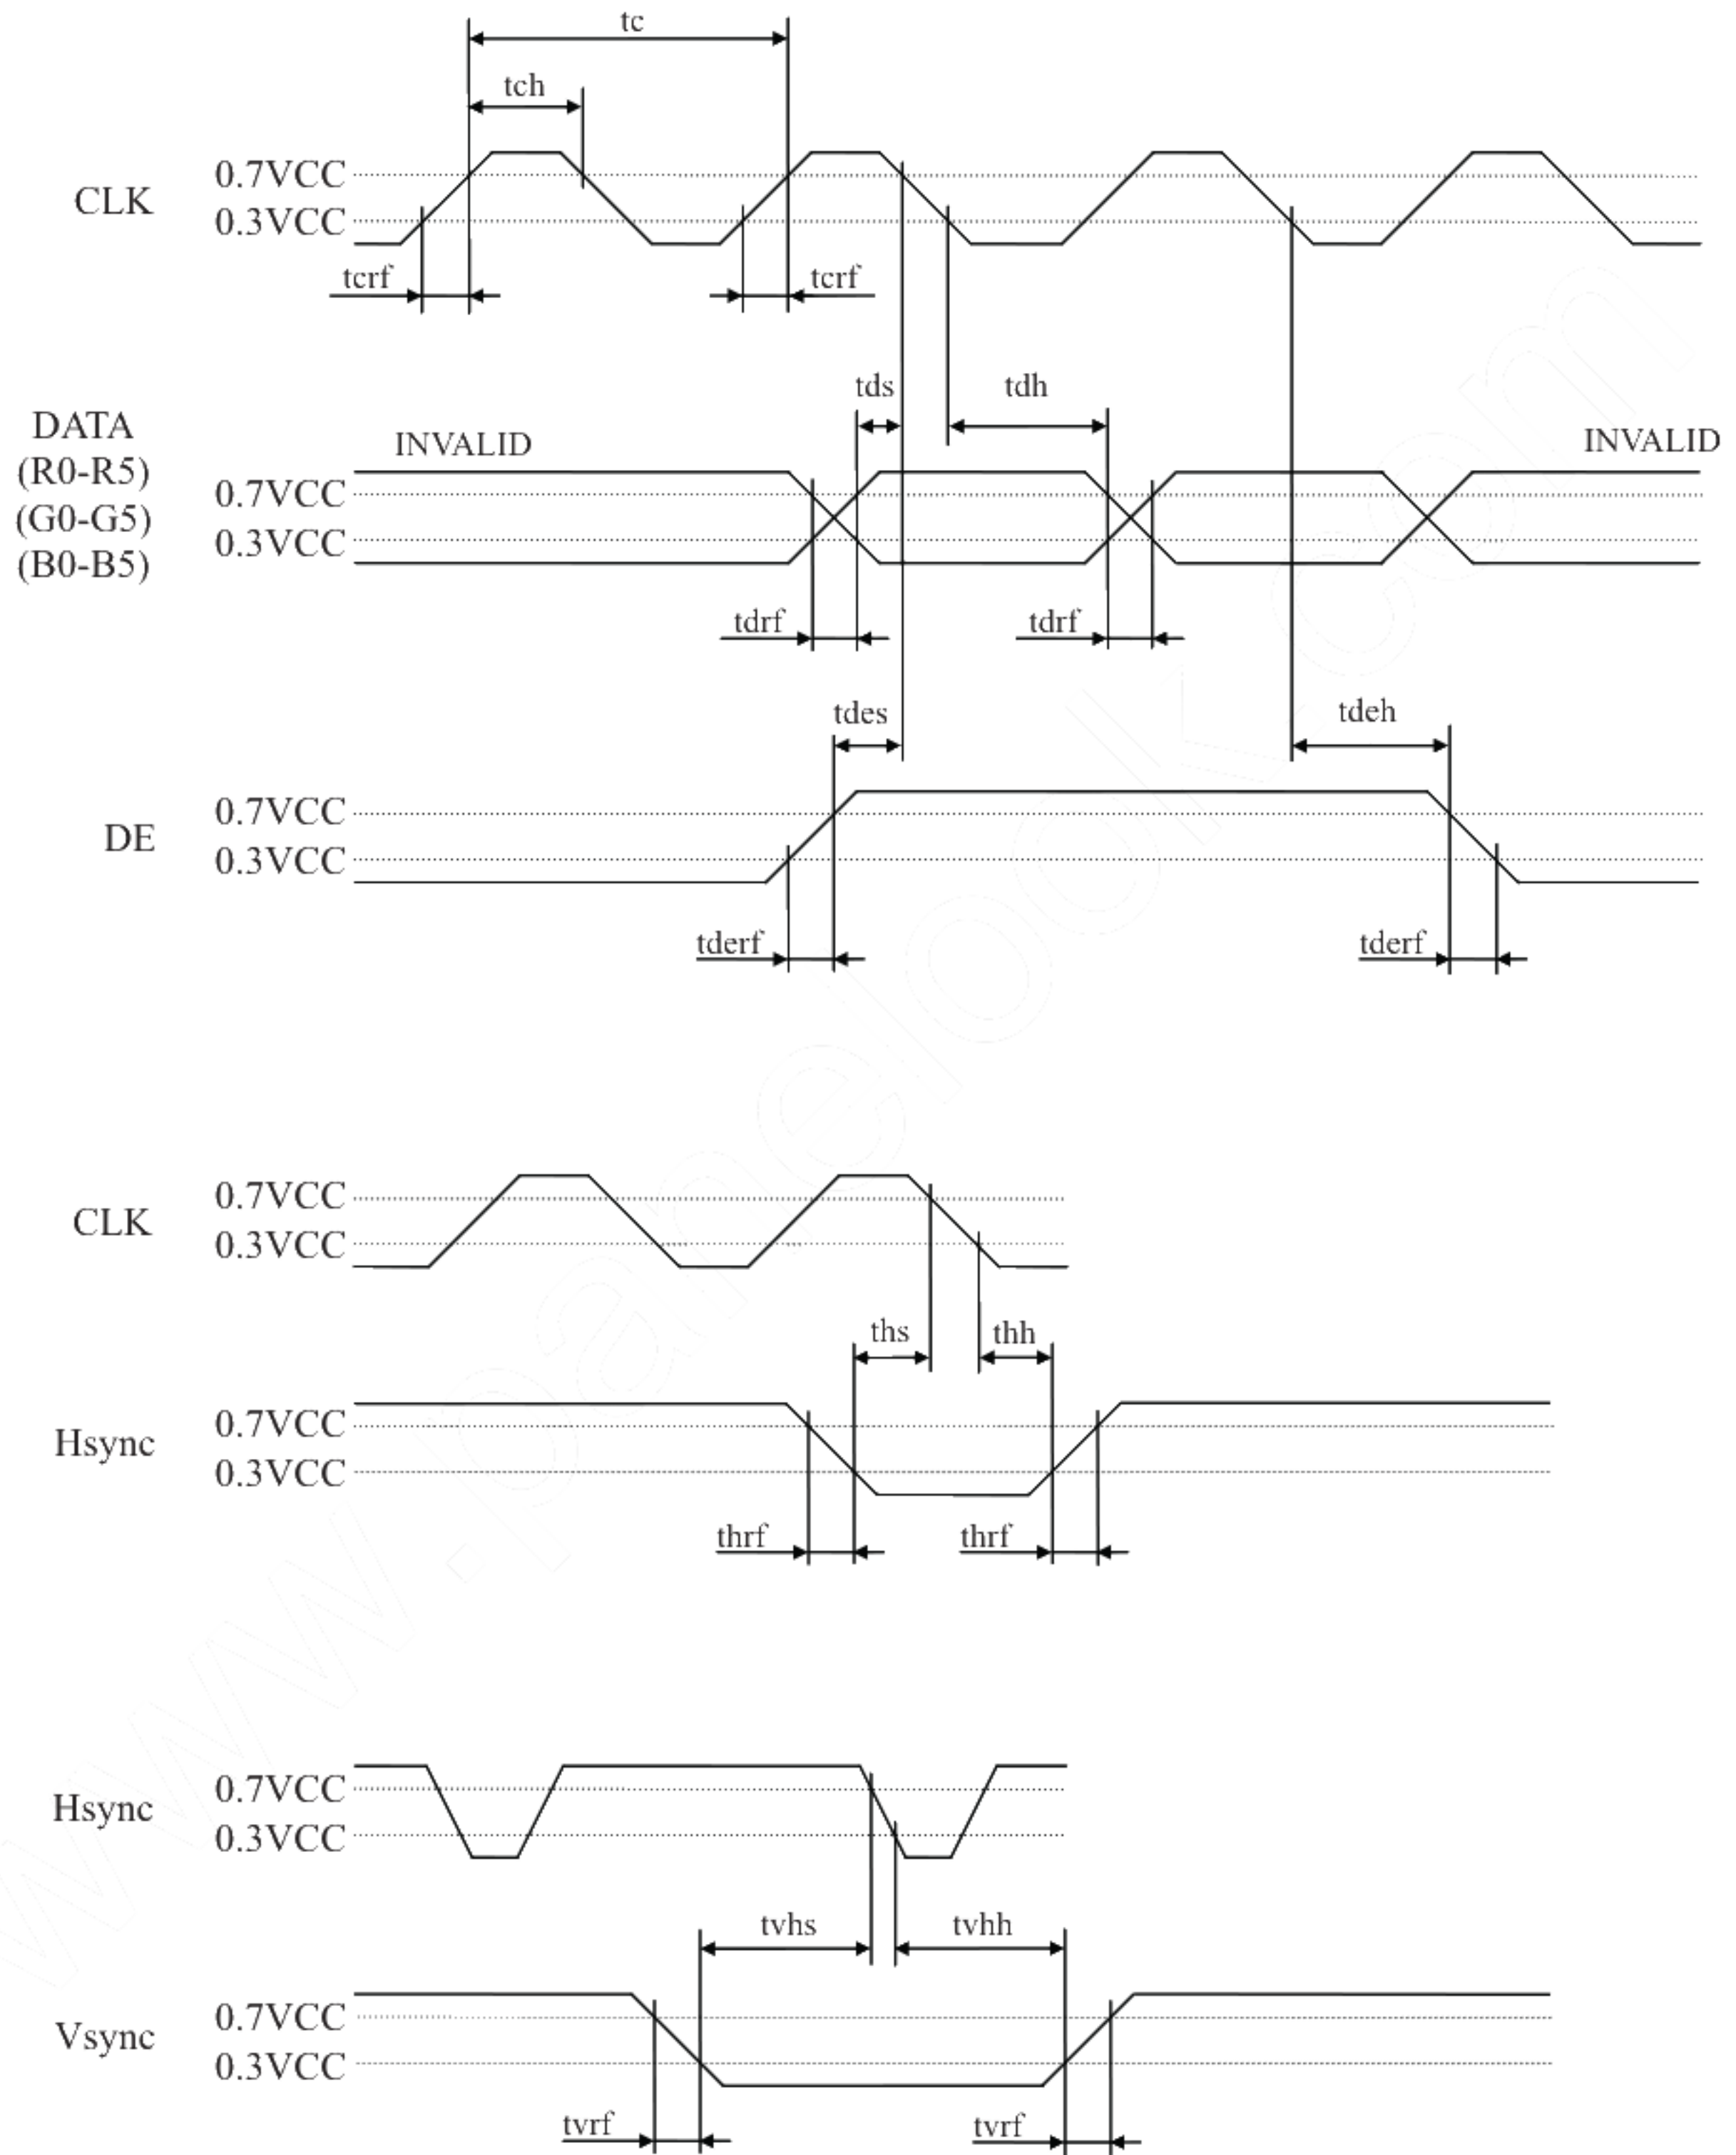 tc
tch
0.7VCC
CLK
0.3VCC
tcrf tcrf
tds tdh
DATA
INVALID INVALID
(R0-R5)
0.7VCC
(G0-G5)
0.3VCC
(B0-B5)
tdrf tdrf
tdes tdeh
0.7VCC
DE
0.3VCC
tderf tderf
0.7VCC
CLK
0.3VCC
ths thh
0.7VCC
Hsync
0.3VCC
thrf thrf
0.7VCC
Hsync
0.3VCC
tvhs tvhh
0.7VCC
Vsync
0.3VCC
tvrf tvrf
www.panelook.com